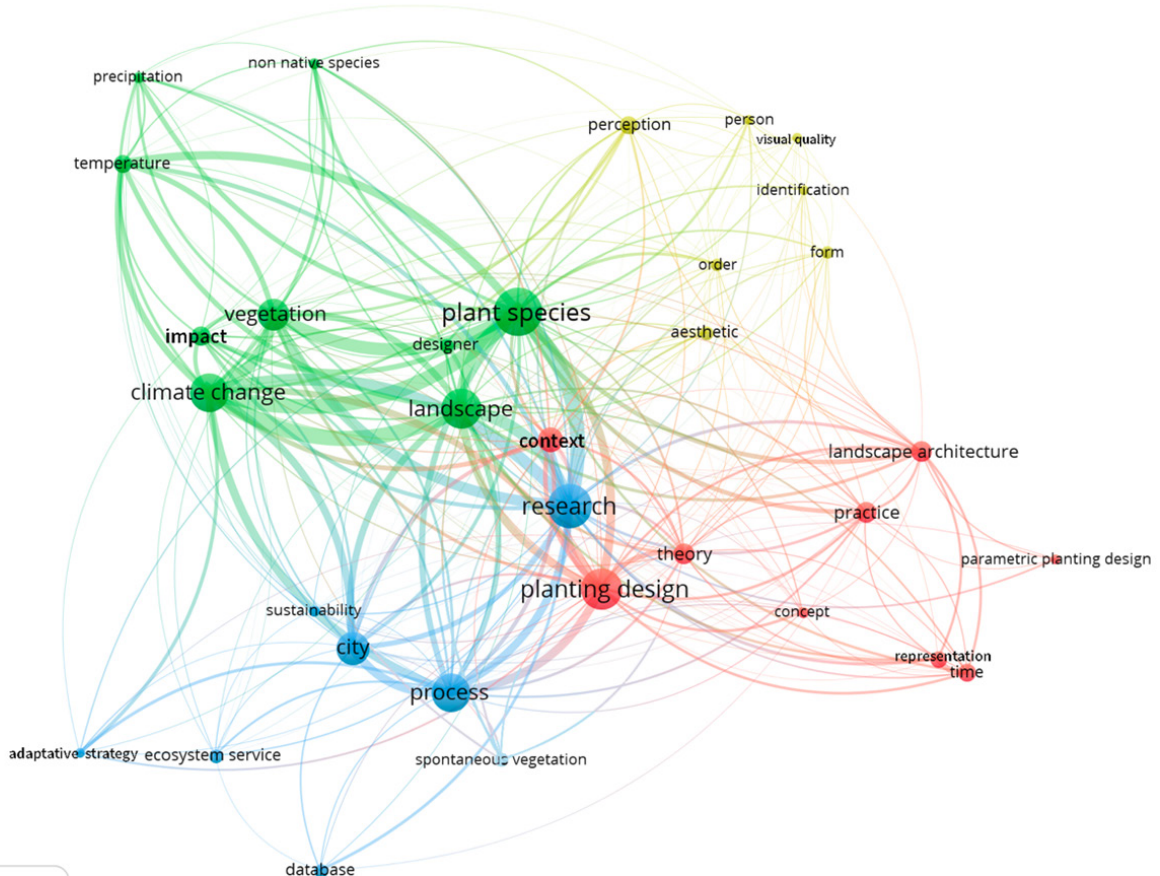 non native species
precipitation
person
perception
visual quality
temperature
identification
form
order
plant species
vegetation
aesthetic
impact
designer
climate change
landscape
context
landscape architecture
research
practice
theory
parametric planting design
planting design
sustainability
concept
city
representation
time
process
adaptative strategy
ecosystem service
spontaneous vegetation
database